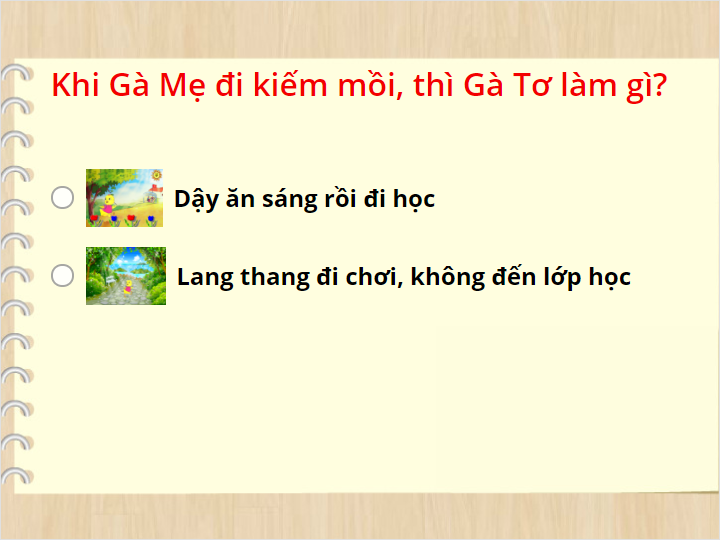 Khi Gà Mẹ đi kiếm mồi, thì Gà Tơ làm gì?
Dậy ăn sáng rồi đi học
Lang thang đi chơi, không đến lớp học